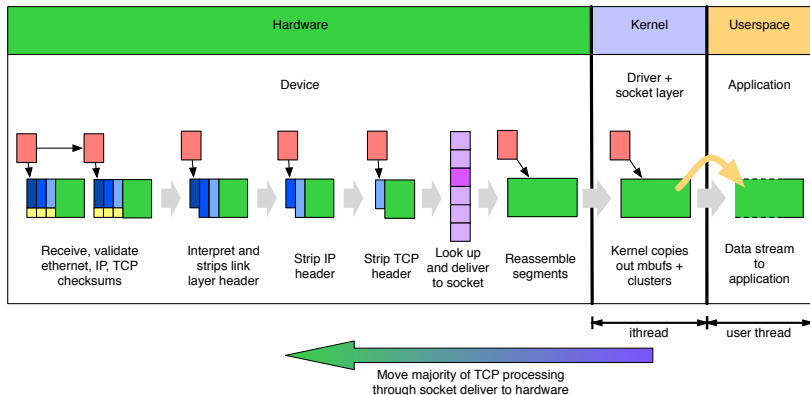 Hardware
Kernel
Userspace
Device
Driver +
socket layer
Application
Receive, validate
ethernet, IP, TCP
checksums
Interpret and
strips link
layer header
Strip IP
header
Strip TCP
header
Look up
and deliver
to socket
Reassemble
segments
Kernel copies
out mbufs +
clusters
Data stream
to
application
ithread
user thread
Move majority of TCP processing
through socket deliver to hardware